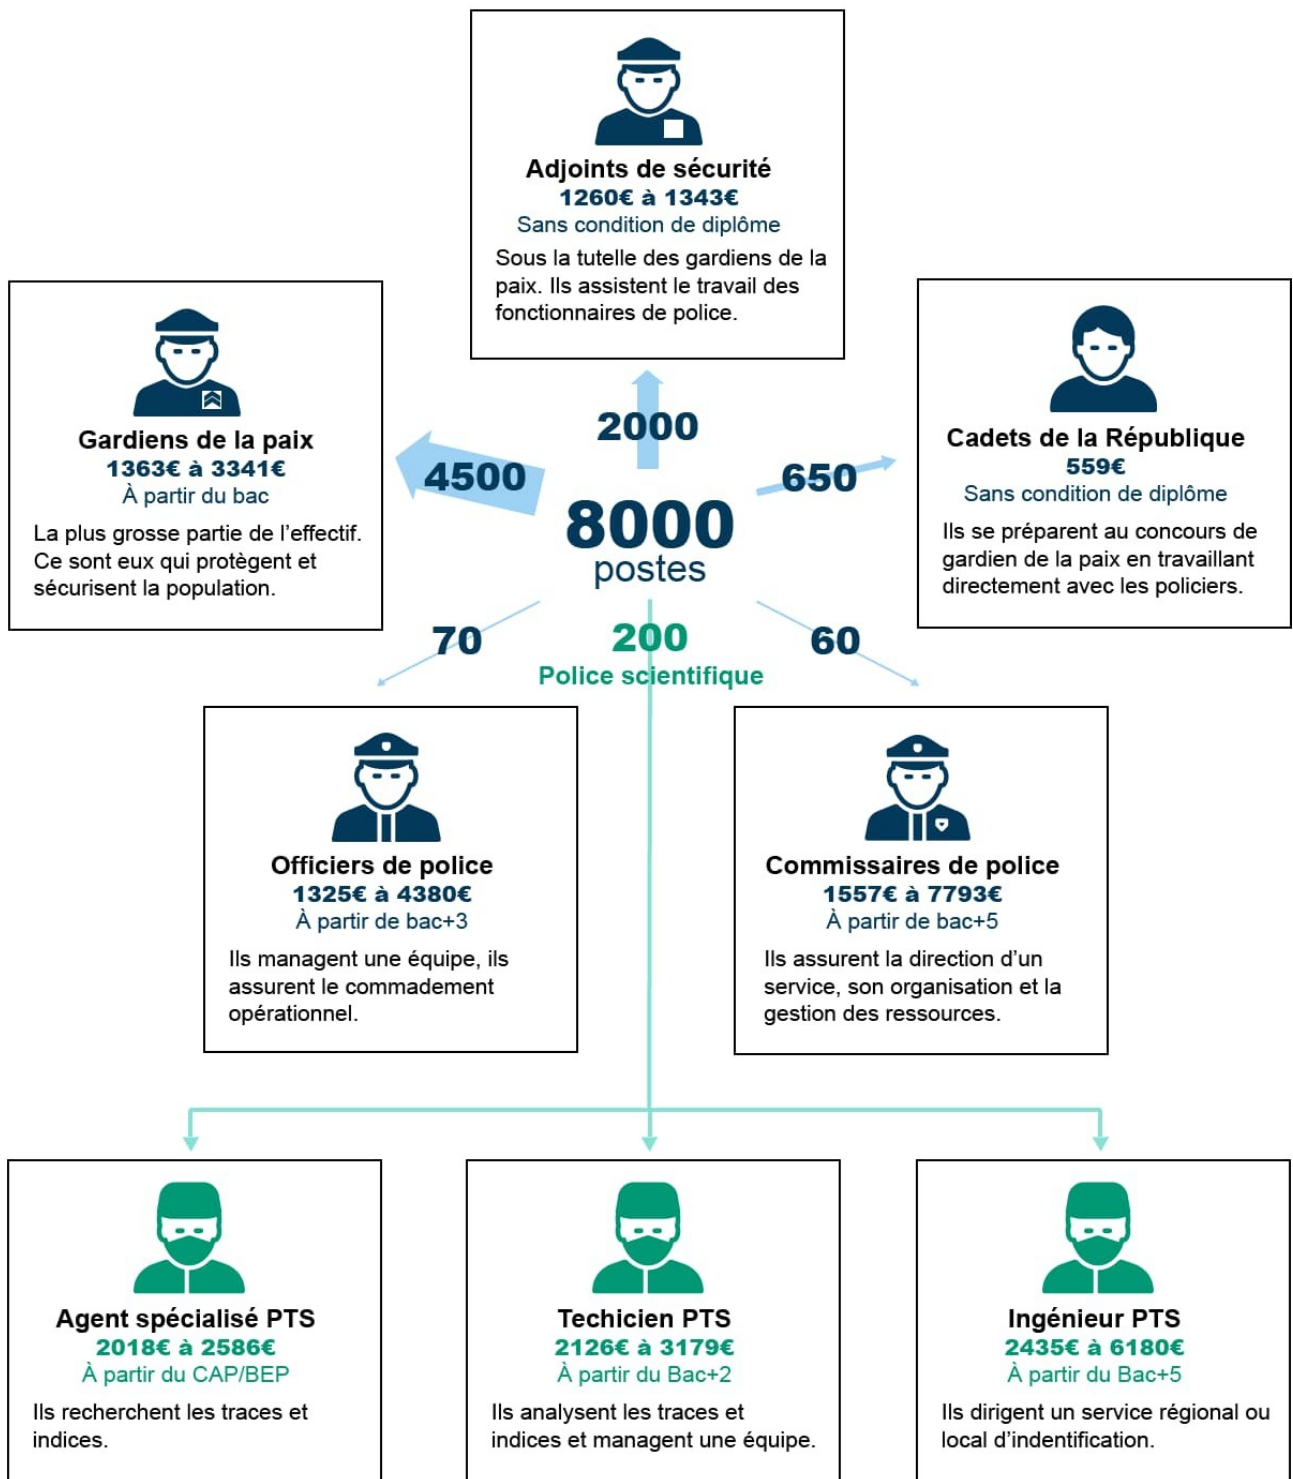 Adjoints de sécurité
1260€ à 1343€
Sans condition de diplôme
Sous la tutelle des gardiens de la
paix. Ils assistent le travail des
fonctionnaires de police.
Gardiens de la paix
1363€ à 3341€
À partir du bac
La plus grosse partie de l'effectif.
Ce sont eux qui protègent et
sécurisent la population.
Cadets de la République
559€
Sans condition de diplôme
Ils se préparent au concours de
gardien de la paix en travaillant
directement avec les policiers.
2000
4500
650
8000
postes
70
200
60
Police scientifique
Officiers de police
1325€ à 4380€
À partir de bac+3
Ils managent une équipe, ils
assurent le commadement
opérationnel.
Commissaires de police
1557€ à 7793€
À partir de bac+5
Ils assurent la direction d'un
service, son organisation et la
gestion des ressources.
Agent spécialisé PTS
2018€ à 2586€
À partir du CAP/BEP
Ils recherchent les traces et
indices.
Techicien PTS
2126€ à 3179€
À partir du Bac+2
Ils analysent les traces et
indices et managent une équipe.
Ingénieur PTS
2435€ à 6180€
À partir du Bac+5
Ils dirigent un service régional ou
local d'indentification.